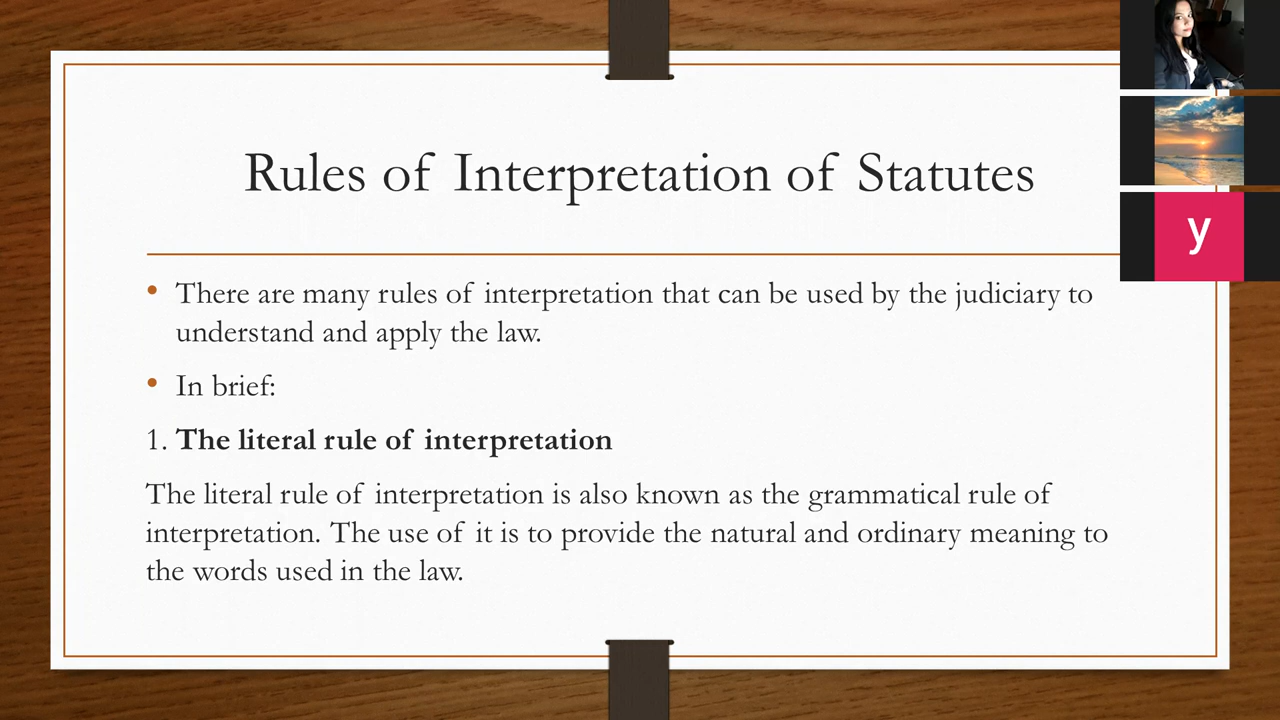 Rules of Interpretation of Statutes
y
• There are many rules of interpretation that can be used by the judiciary to
understand and apply the law.
• In brief:
1. The literal rule of interpretation
The literal rule of interpretation is also known as the grammatical rule of
interpretation. The use of it is to provide the natural and ordinary meaning to
the words used in the law.